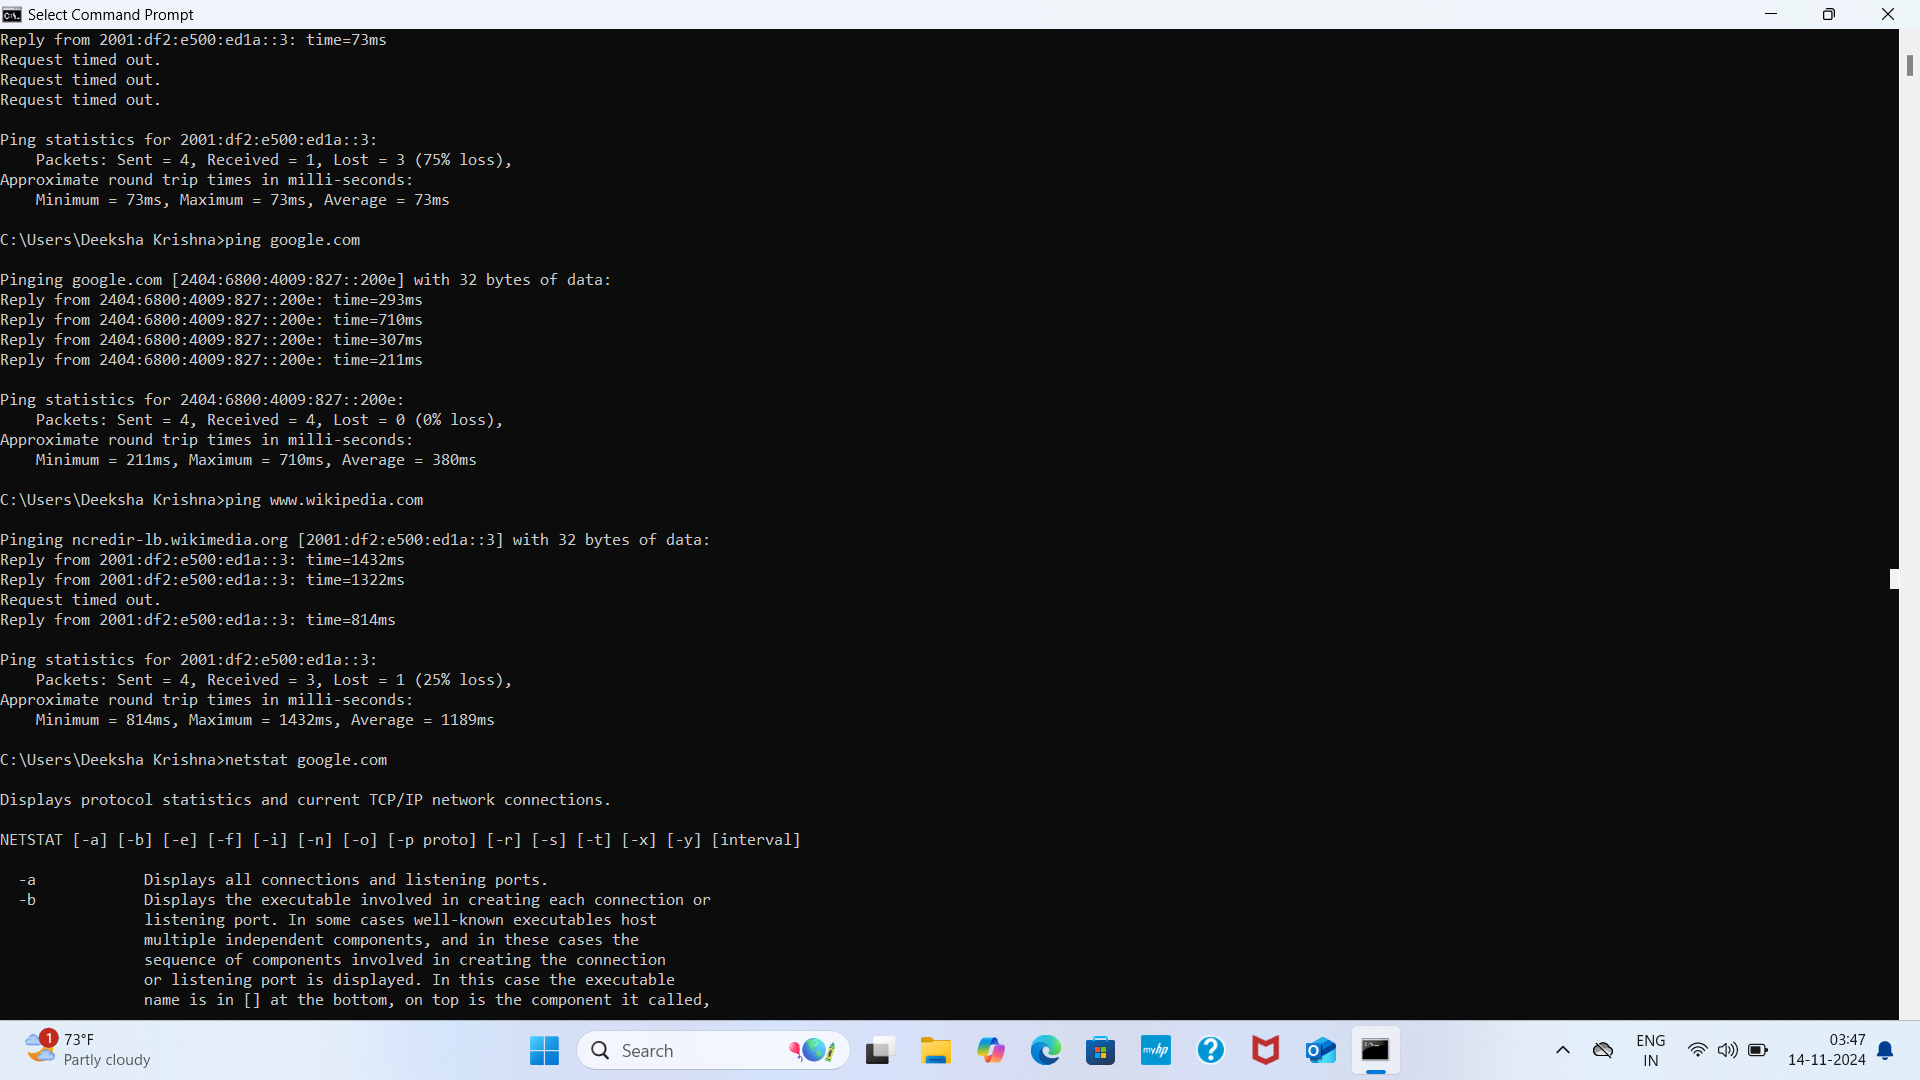 Select Command Prompt
Reply from 2001:df2:e500:ed1a::3: time=73ms
Request timed out.
Request timed out.
Request timed out.
Ping statistics for 2001:df2:e500:ed1a::3:
    Packets: Sent = 4, Received = 1, Lost = 3 (75% loss),
Approximate round trip times in milli-seconds:
    Minimum = 73ms, Maximum = 73ms, Average = 73ms
C:\Users\Deeksha Krishna>ping google.com
Pinging google.com [2404:6800:4009:827::200e] with 32 bytes of data:
Reply from 2404:6800:4009:827::200e: time=293ms
Reply from 2404:6800:4009:827::200e: time=710ms
Reply from 2404:6800:4009:827::200e: time=307ms
Reply from 2404:6800:4009:827::200e: time=211ms
Ping statistics for 2404:6800:4009:827::200e:
    Packets: Sent = 4, Received = 4, Lost = 0 (0% loss),
Approximate round trip times in milli-seconds:
    Minimum = 211ms, Maximum = 710ms, Average = 380ms
C:\Users\Deeksha Krishna>ping www.wikipedia.com
Pinging ncredir-lb.wikimedia.org [2001:df2:e500:ed1a::3] with 32 bytes of data:
Reply from 2001:df2:e500:ed1a::3: time=1432ms
Reply from 2001:df2:e500:ed1a::3: time=1322ms
Request timed out.
Reply from 2001:df2:e500:ed1a::3: time=814ms
Ping statistics for 2001:df2:e500:ed1a::3:
    Packets: Sent = 4, Received = 3, Lost = 1 (25% loss),
Approximate round trip times in milli-seconds:
    Minimum = 814ms, Maximum = 1432ms, Average = 1189ms
C:\Users\Deeksha Krishna>netstat google.com
Displays protocol statistics and current TCP/IP network connections.
NETSTAT [-a] [-b] [-e] [-f] [-i] [-n] [-o] [-p proto] [-r] [-s] [-t] [-x] [-y] [interval]
  -a            Displays all connections and listening ports.
  -b            Displays the executable involved in creating each connection or
                listening port. In some cases well-known executables host
                multiple independent components, and in these cases the
                sequence of components involved in creating the connection
                or listening port is displayed. In this case the executable
                name is in [] at the bottom, on top is the component it called,
1
73°F
Partly cloudy
Search
myhp
ENG
IN
03:47
14-11-2024